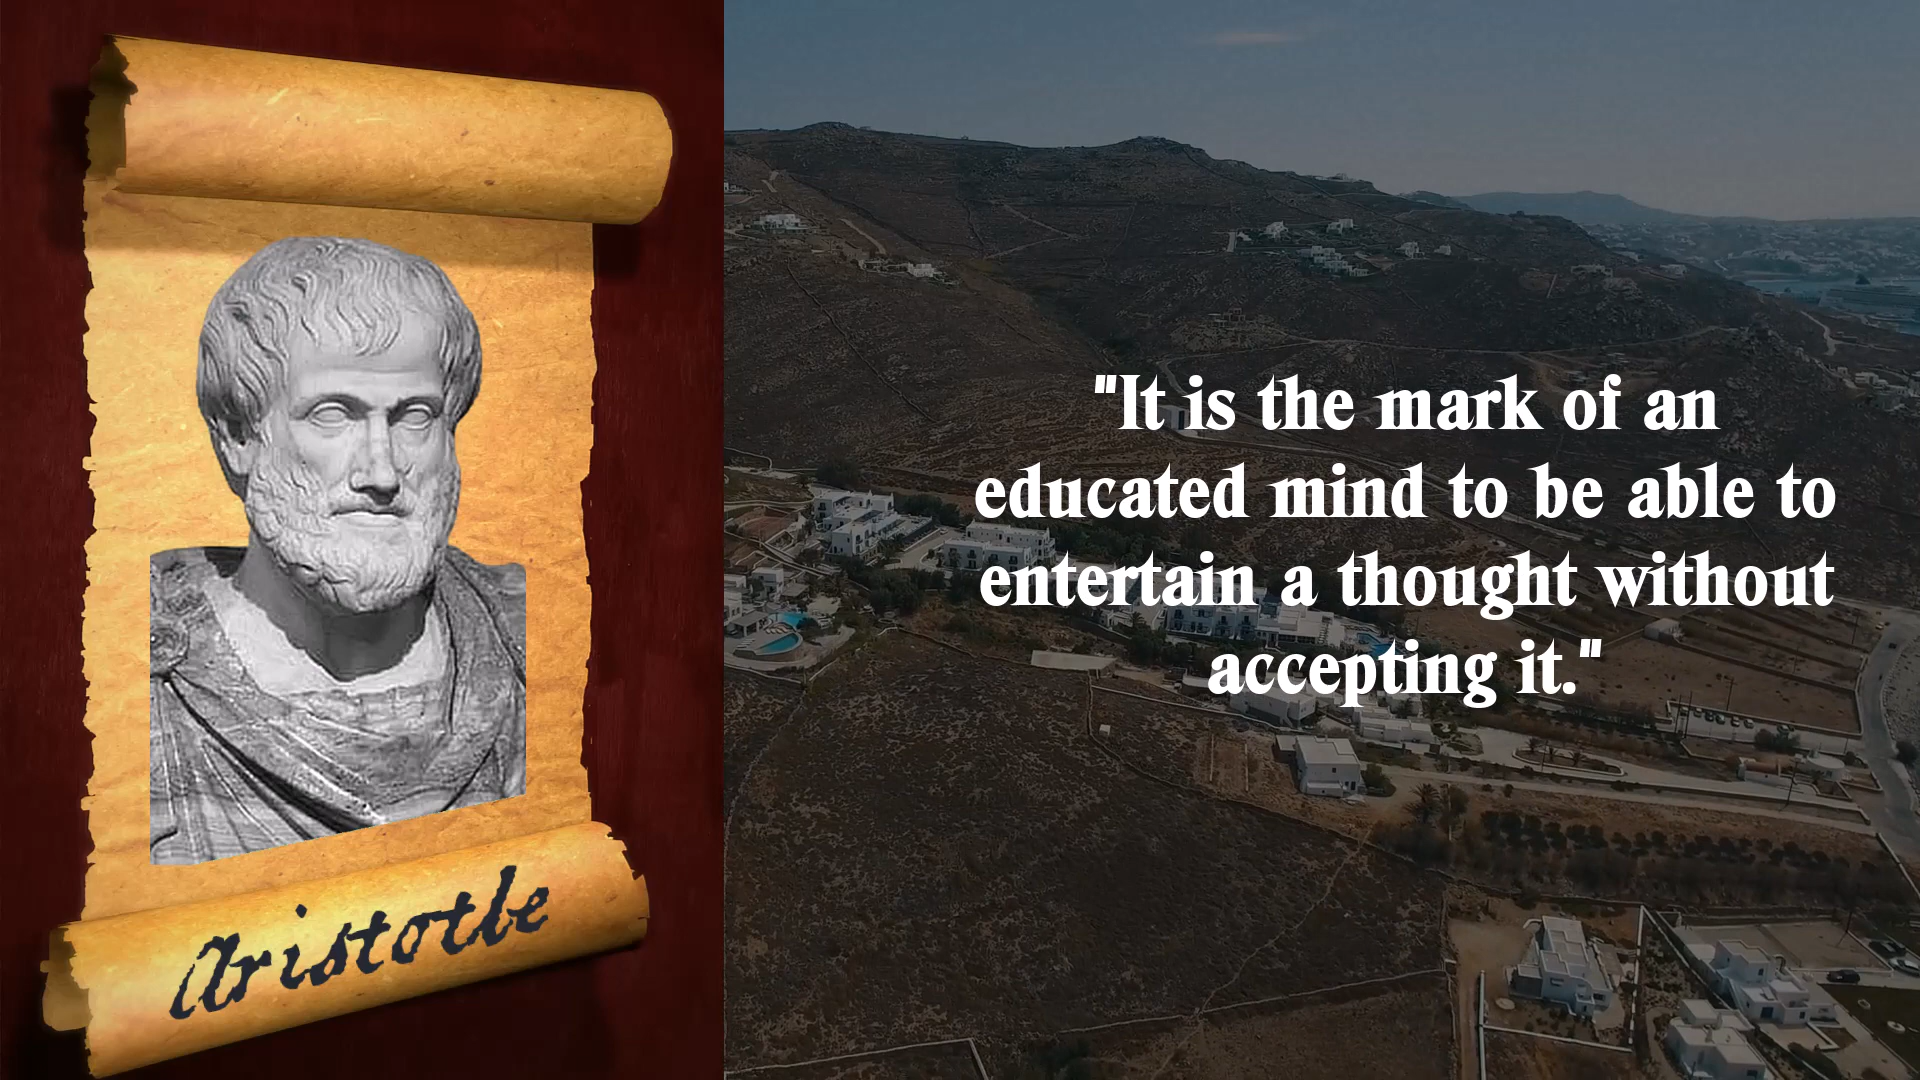 "It is the mark of an
educated mind to be able to
entertain a thought without
accepting it."
Aristotle